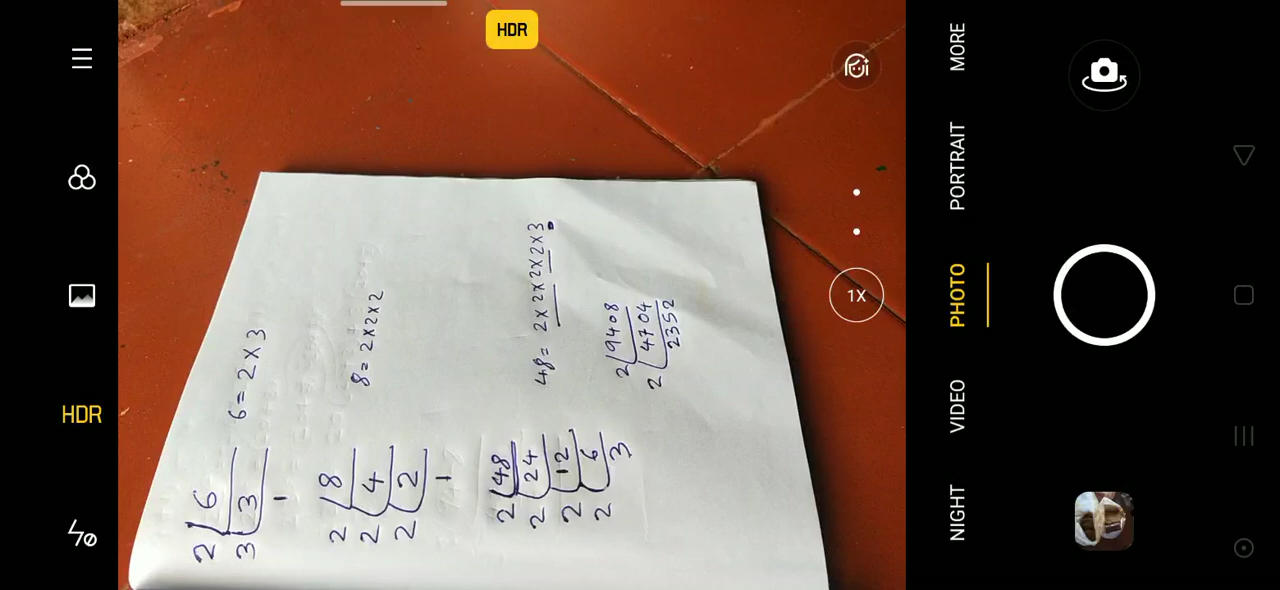 HDR
MORE
PORTRAIT
PHOTO
VIDEO
NIGHT
HDR
1X
2 6 6 = 2 × 3
3 3
1
2 8 8 = 2×2×2
2 4
2 2
1
2 48 48 = 2×2×2×2×3
2 24
2 12
2 6
3
2 9408
2 4704
2352